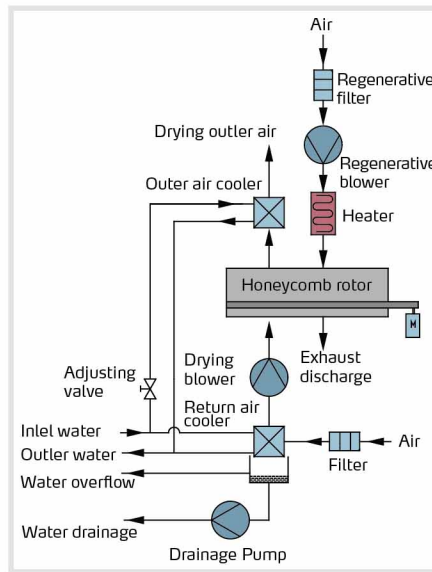 Air
Regenerative
filter
Drying outler air
Regenerative
blower
Outer air cooler
Heater
Honeycomb rotor
M
Drying
blower
Exhaust
discharge
Adjusting
valve
Return air
cooler
Inlel water
Air
Outler water
Filter
Water overflow
Water drainage
Drainage Pump